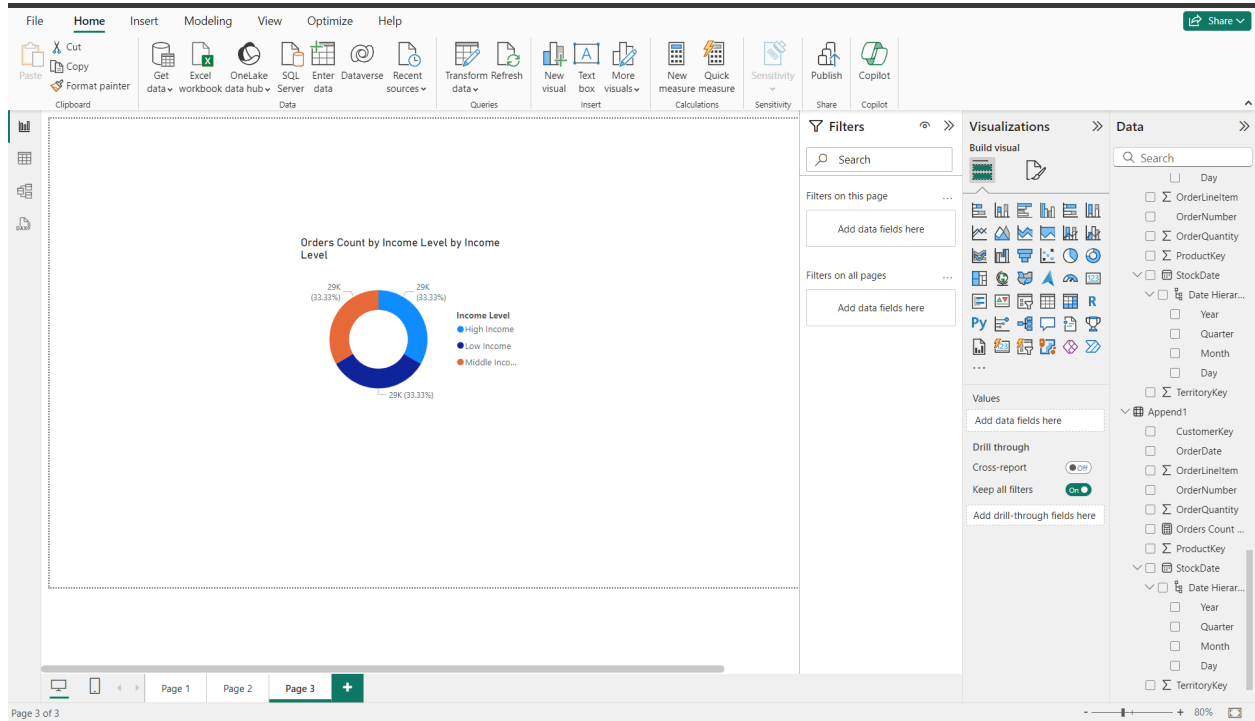 File Home Insert Modeling View Optimize Help
Share
Paste
Cut
Copy
Format painter
Clipboard
Get data
Excel workbook
OneLake data hub
SQL Server
Enter data
Dataverse
Recent sources
Data
Transform data
Refresh
Queries
New visual
Text box
More visuals
Insert
New measure
Quick measure
Calculations
Sensitivity
Sensitivity
Publish
Share
Copilot
Copilot
Orders Count by Income Level by Income
Level
29K
(33.33%)
29K
(33.33%)
29K (33.33%)
Income Level
High Income
Low Income
Middle Inco...
Filters
Search
Filters on this page ...
Add data fields here
Filters on all pages ...
Add data fields here
Visualizations
Build visual
123
R
Py
123
...
Values
Add data fields here
Drill through
Cross-report Off
Keep all filters On
Add drill-through fields here
Data
Search
Day
Σ OrderLineItem
OrderNumber
Σ OrderQuantity
Σ ProductKey
StockDate
Date Hierar...
Year
Quarter
Month
Day
Σ TerritoryKey
Append1
CustomerKey
OrderDate
Σ OrderLineItem
OrderNumber
Σ OrderQuantity
Orders Count ...
Σ ProductKey
StockDate
Date Hierar...
Year
Quarter
Month
Day
Σ TerritoryKey
Page 1 Page 2 Page 3 +
Page 3 of 3
- + 80%